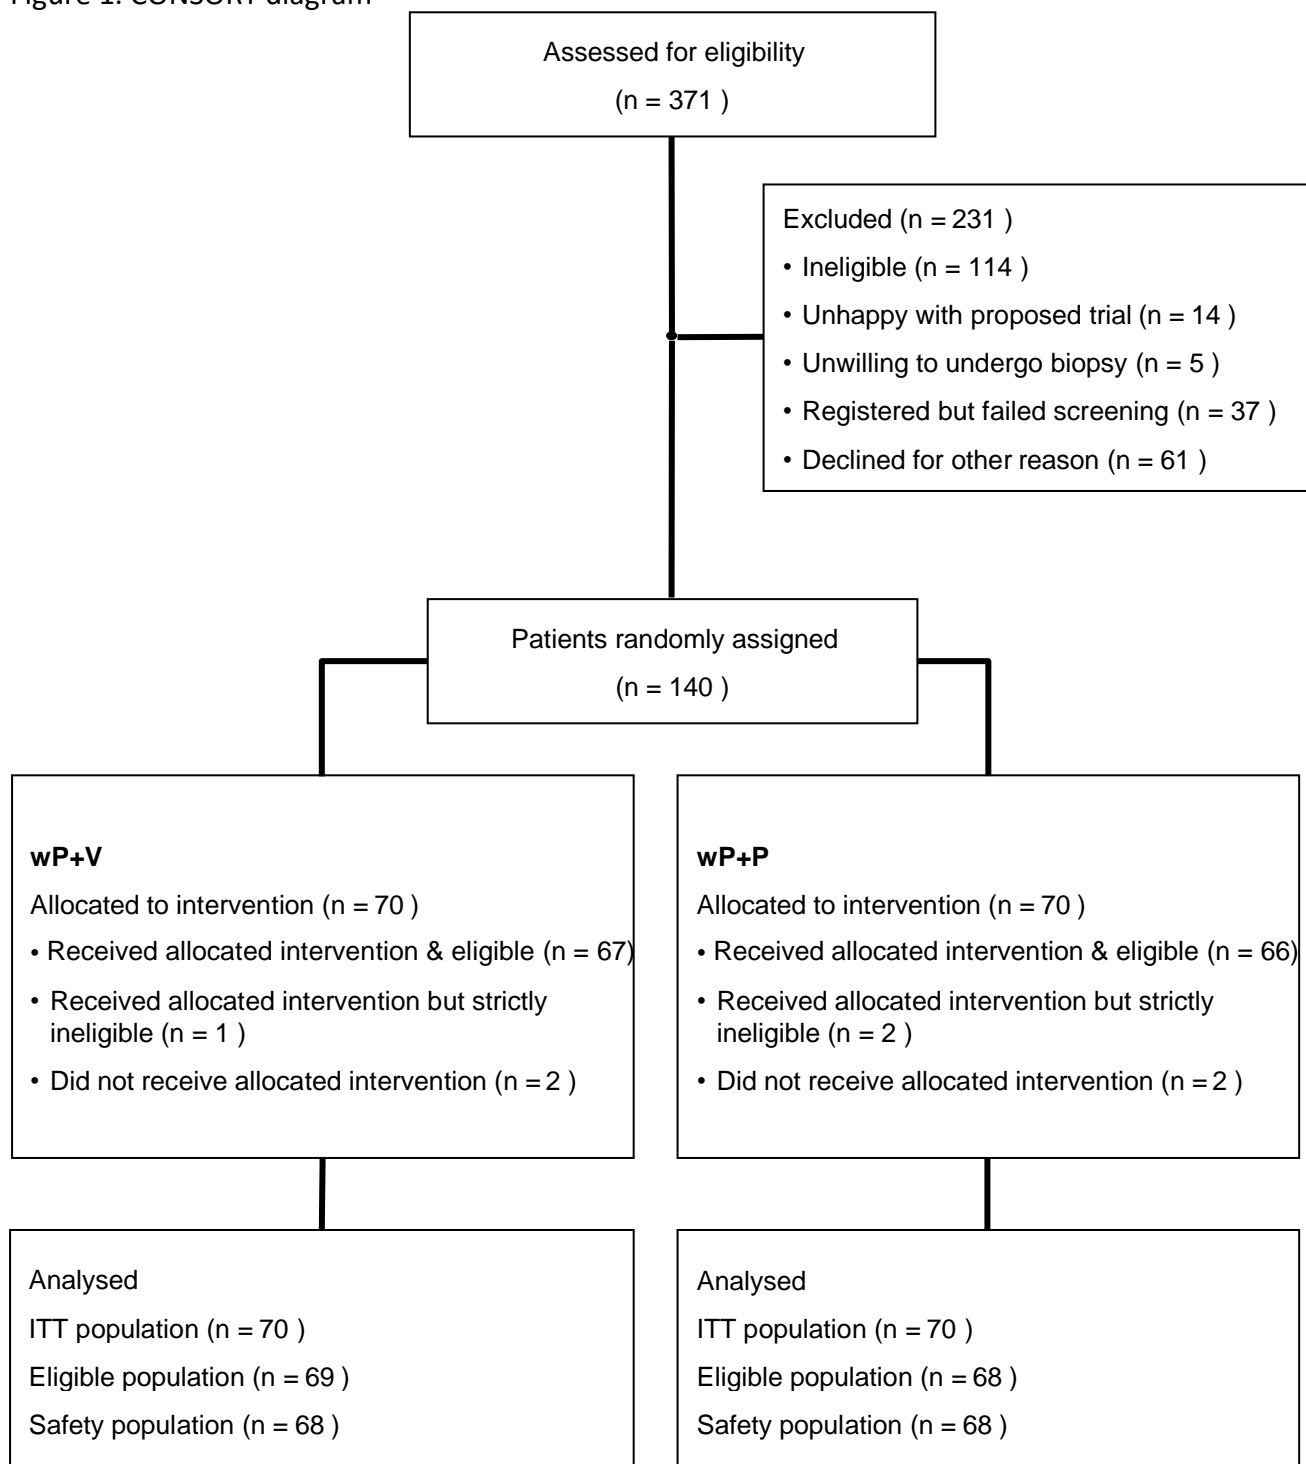 Figure 1: CONSORT diagram
Assessed for eligibility
(n = 371 )
Excluded (n = 231 )
• Ineligible (n = 114 )
• Unhappy with proposed trial (n = 14 )
• Unwilling to undergo biopsy (n = 5 )
• Registered but failed screening (n = 37 )
• Declined for other reason (n = 61 )
Patients randomly assigned
(n = 140 )
wP+V
Allocated to intervention (n = 70 )
• Received allocated intervention & eligible (n = 67)
• Received allocated intervention but strictly
ineligible (n = 1 )
• Did not receive allocated intervention (n = 2 )
wP+P
Allocated to intervention (n = 70 )
• Received allocated intervention & eligible (n = 66)
• Received allocated intervention but strictly
ineligible (n = 2 )
• Did not receive allocated intervention (n = 2 )
Analysed
ITT population (n = 70 )
Eligible population (n = 69 )
Safety population (n = 68 )
Analysed
ITT population (n = 70 )
Eligible population (n = 68 )
Safety population (n = 68 )